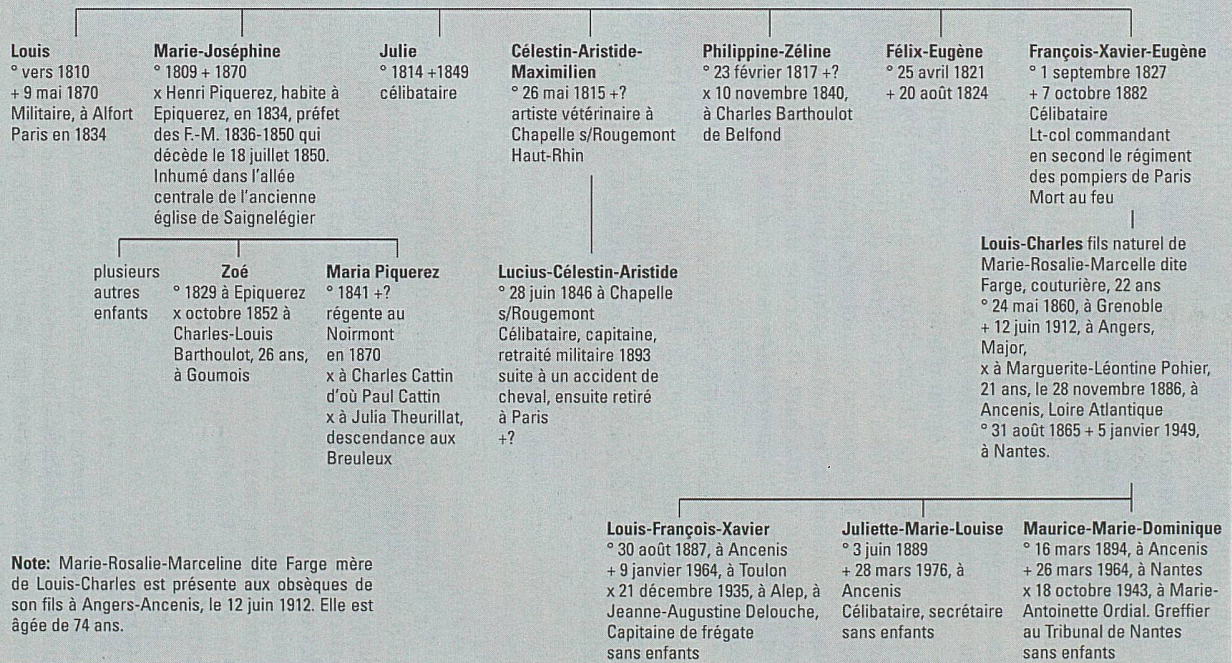 Louis
° vers 1810
+ 9 mai 1870
Militaire, à Alfort
Paris en 1834
Marie-Joséphine
° 1809 + 1870
x Henri Piquerez, habite à
Epiquerez, en 1834, préfet
des F.-M. 1836-1850 qui
décède le 18 juillet 1850.
Inhumé dans l'allée
centrale de l'ancienne
église de Saignelégier
Julie
° 1814 +1849
célibataire
Célestin-Aristide-
Maximilien
° 26 mai 1815 +?
artiste vétérinaire à
Chapelle s/Rougemont
Haut-Rhin
Philippine-Zéline
° 23 février 1817 +?
x 10 novembre 1840,
à Charles Barthoulot
de Belfond
Félix-Eugène
° 25 avril 1821
+ 20 août 1824
François-Xavier-Eugène
° 1 septembre 1827
+ 7 octobre 1882
Célibataire
Lt-col commandant
en second le régiment
des pompiers de Paris
Mort au feu
plusieurs
autres
enfants
Zoé
° 1829 à Epiquerez
x octobre 1852 à
Charles-Louis
Barthoulot, 26 ans,
à Goumois
Maria Piquerez
° 1841 +?
régente au
Noirmont
en 1870
x à Charles Cattin
d'où Paul Cattin
x à Julia Theurillat,
descendance aux
Breuleux
Lucius-Célestin-Aristide
° 28 juin 1846 à Chapelle
s/Rougemont
Célibataire, capitaine,
retraité militaire 1893
suite à un accident de
cheval, ensuite retiré
à Paris
+?
Louis-Charles fils naturel de
Marie-Rosalie-Marcelle dite
Farge, couturière, 22 ans
° 24 mai 1860, à Grenoble
+ 12 juin 1912, à Angers,
Major,
x à Marguerite-Léontine Pohier,
21 ans, le 28 novembre 1886, à
Ancenis, Loire Atlantique
° 31 août 1865 + 5 janvier 1949,
à Nantes.
Louis-François-Xavier
° 30 août 1887, à Ancenis
+ 9 janvier 1964, à Toulon
x 21 décembre 1935, à Alep, à
Jeanne-Augustine Delouche,
Capitaine de frégate
sans enfants
Juliette-Marie-Louise
° 3 juin 1889
+ 28 mars 1976, à
Ancenis
Célibataire, secrétaire
sans enfants
Maurice-Marie-Dominique
° 16 mars 1894, à Ancenis
+ 26 mars 1964, à Nantes
x 18 octobre 1943, à Marie-
Antoinette Ordial. Greffier
au Tribunal de Nantes
sans enfants
Note: Marie-Rosalie-Marceline dite Farge mère
de Louis-Charles est présente aux obsèques de
son fils à Angers-Ancenis, le 12 juin 1912. Elle est
âgée de 74 ans.